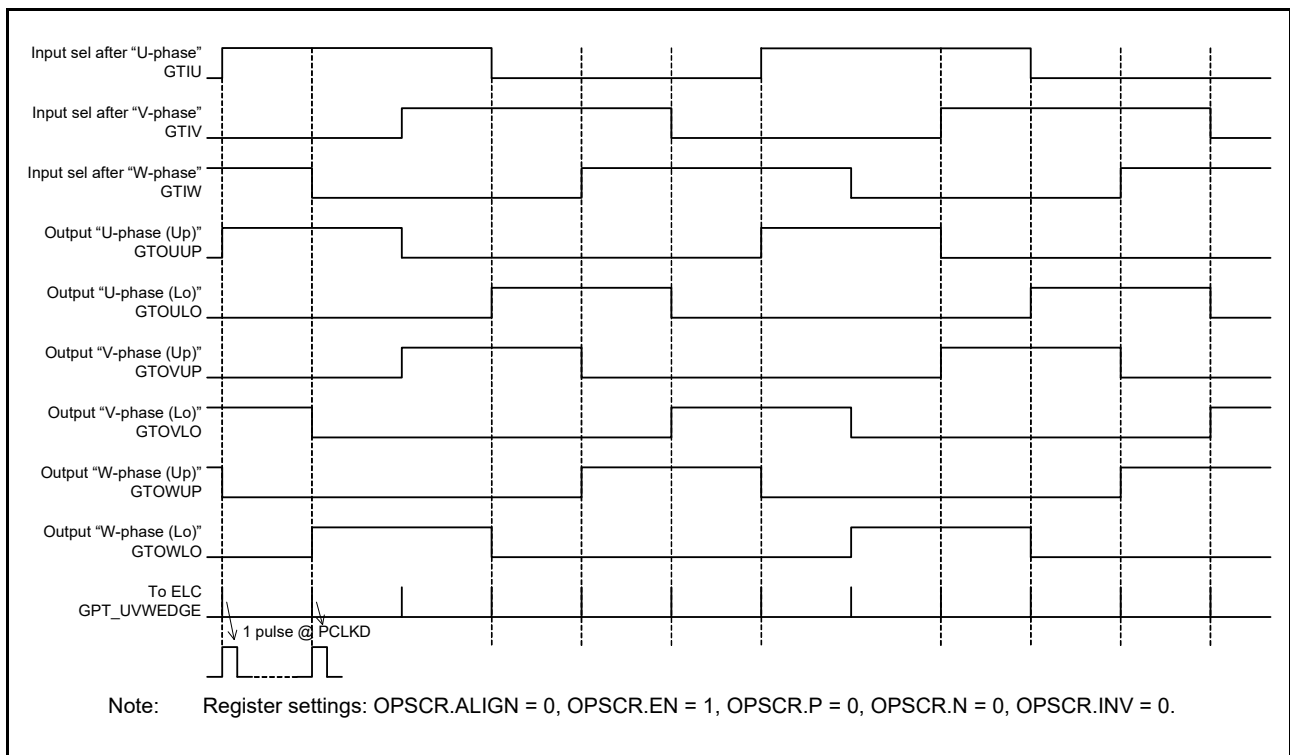 Input sel after “U-phase”
GTIU
Input sel after “V-phase”
GTIV
Input sel after “W-phase”
GTIW
Output “U-phase (Up)”
GTOUUP
Output “U-phase (Lo)”
GTOULO
Output “V-phase (Up)”
GTOVUP
Output “V-phase (Lo)”
GTOVLO
Output “W-phase (Up)”
GTOWUP
Output “W-phase (Lo)”
GTOWLO
To ELC
GPT_UVWEDGE
1 pulse @ PCLKD
Note: Register settings: OPSCR.ALIGN = 0, OPSCR.EN = 1, OPSCR.P = 0, OPSCR.N = 0, OPSCR.INV = 0.